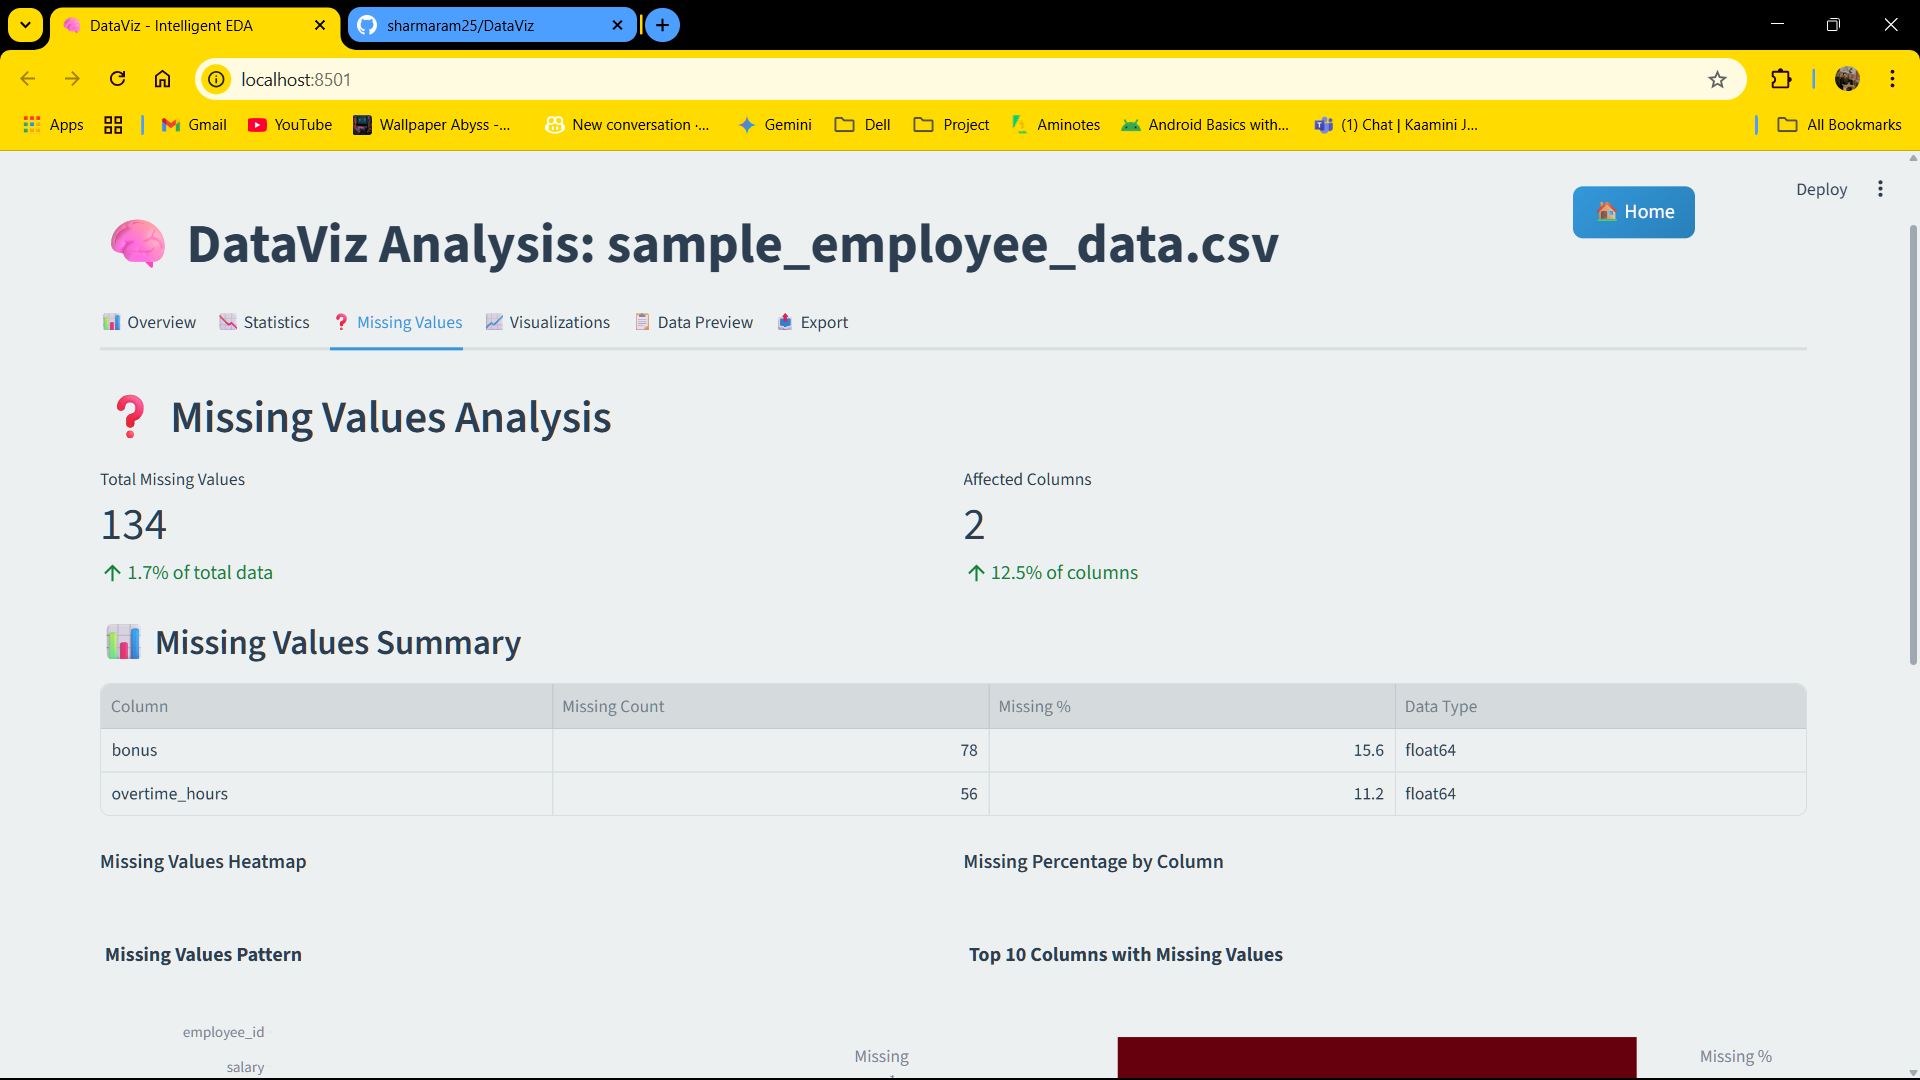 DataViz - Intelligent EDA
sharmaram25/DataViz
localhost:8501
Apps
Gmail
YouTube
Wallpaper Abyss -...
New conversation ·...
Gemini
Dell
Project
Aminotes
Android Basics with...
(1) Chat | Kaamini J...
All Bookmarks
Deploy
Home
DataViz Analysis: sample_employee_data.csv
Overview
Statistics
Missing Values
Visualizations
Data Preview
Export
Missing Values Analysis
Total Missing Values
134
1.7% of total data
Affected Columns
2
12.5% of columns
Missing Values Summary
Column Missing Count Missing % Data Type
bonus 78 15.6 float64
overtime_hours 56 11.2 float64
Missing Values Heatmap
Missing Percentage by Column
Missing Values Pattern
Top 10 Columns with Missing Values
employee_id
salary
Missing
Missing %